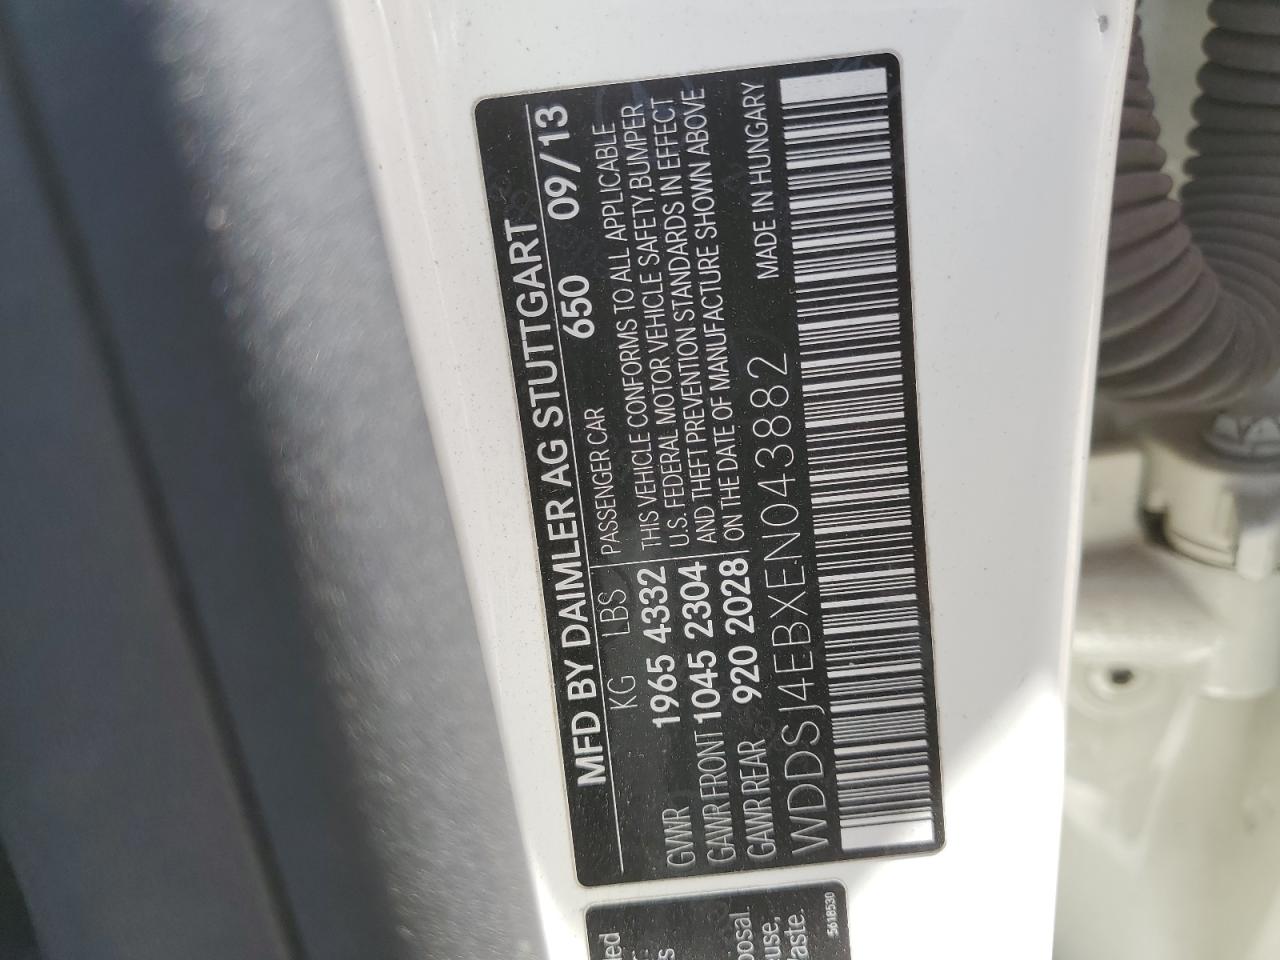 MFD BY DAIMLER AG STUTTGART
KG LBS 650 09/13
PASSENGER CAR
GVWR 1965 4332
GAWR FRONT 1045 2304
GAWR REAR 920 2028
THIS VEHICLE CONFORMS TO ALL APPLICABLE
U.S. FEDERAL MOTOR VEHICLE SAFETY,BUMPER
AND THEFT PREVENTION STANDARDS IN EFFECT
ON THE DATE OF MANUFACTURE SHOWN ABOVE
MADE IN HUNGARY
WDDSJ4EBXEN043882
5618530